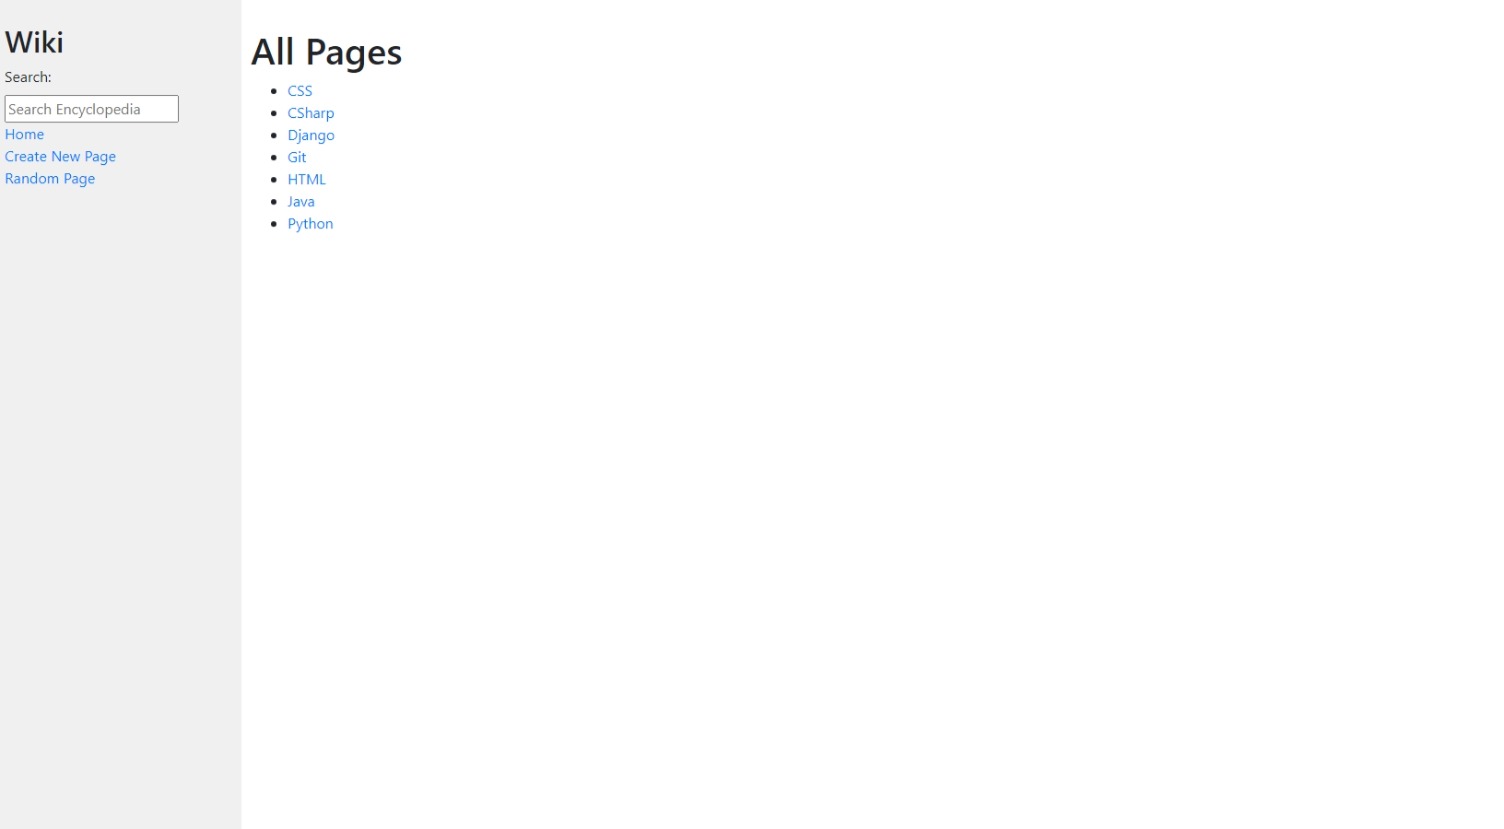 Wiki
Search:
Search Encyclopedia
Home
Create New Page
Random Page
All Pages
CSS
CSharp
Django
Git
HTML
Java
Python